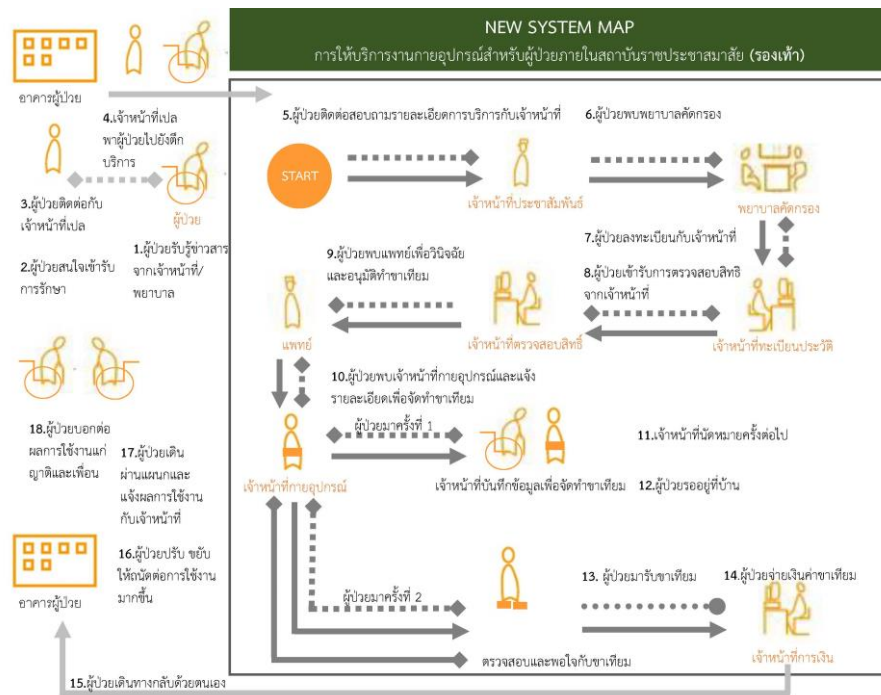 NEW SYSTEM MAP
การให้บริการงานกายอุปกรณ์สำหรับผู้ป่วยภายในสถาบันราชประชาสมาสัย (รองเท้า)
อาคารผู้ป่วย
4.เจ้าหน้าที่เปล
พาผู้ป่วยไปยังตึก
บริการ
3.ผู้ป่วยติดต่อกับ
เจ้าหน้าที่เปล
ผู้ป่วย
2.ผู้ป่วยสนใจเข้ารับ
การรักษา
1.ผู้ป่วยรับรู้ข่าวสาร
จากเจ้าหน้าที่/
พยาบาล
5.ผู้ป่วยติดต่อสอบถามรายละเอียดการบริการกับเจ้าหน้าที่
START
เจ้าหน้าที่ประชาสัมพันธ์
6.ผู้ป่วยพบพยาบาลคัดกรอง
พยาบาลคัดกรอง
7.ผู้ป่วยลงทะเบียนกับเจ้าหน้าที่
8.ผู้ป่วยเข้ารับการตรวจสอบสิทธิ
จากเจ้าหน้าที่
เจ้าหน้าที่ทะเบียนประวัติ
เจ้าหน้าที่ตรวจสอบสิทธิ์
9.ผู้ป่วยพบแพทย์เพื่อวินิจฉัย
และอนุมัติทำขาเทียม
แพทย์
10.ผู้ป่วยพบเจ้าหน้าที่กายอุปกรณ์และแจ้ง
รายละเอียดเพื่อจัดทำขาเทียม
ผู้ป่วยมาครั้งที่ 1
เจ้าหน้าที่กายอุปกรณ์
เจ้าหน้าที่บันทึกข้อมูลเพื่อจัดทำขาเทียม
11.เจ้าหน้าที่นัดหมายครั้งต่อไป
12.ผู้ป่วยรออยู่ที่บ้าน
ผู้ป่วยมาครั้งที่ 2
13. ผู้ป่วยมารับขาเทียม
14.ผู้ป่วยจ่ายเงินค่าขาเทียม
เจ้าหน้าที่การเงิน
ตรวจสอบและพอใจกับขาเทียม
15.ผู้ป่วยเดินทางกลับด้วยตนเอง
อาคารผู้ป่วย
16.ผู้ป่วยปรับ ขยับ
ให้ถนัดต่อการใช้งาน
มากขึ้น
17.ผู้ป่วยเดิน
ผ่านแผนกและ
แจ้งผลการใช้งาน
กับเจ้าหน้าที่
18.ผู้ป่วยบอกต่อ
ผลการใช้งานแก่
ญาติและเพื่อน